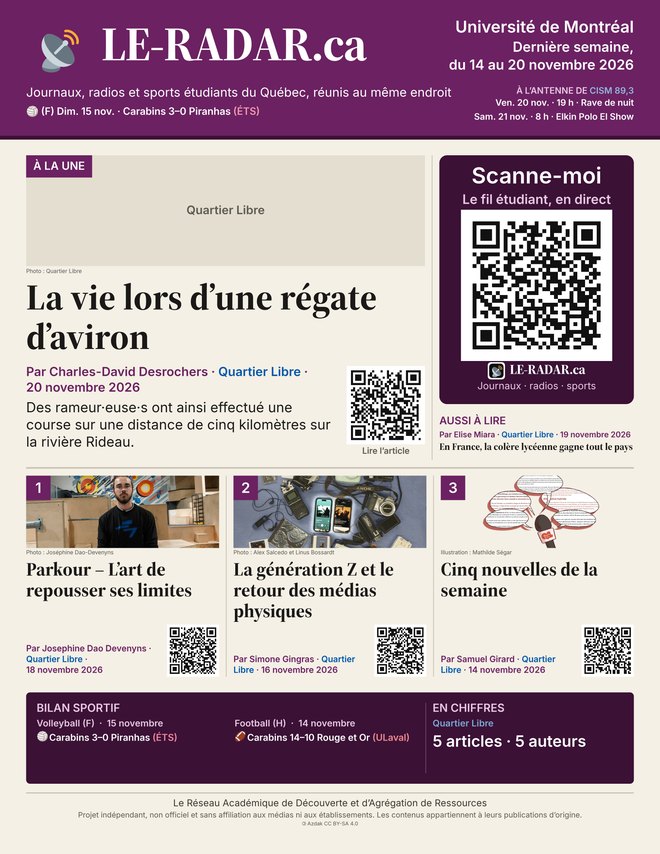 LE-RADAR.ca
Journaux, radios et sports étudiants du Québec, réunis au même endroit
(F) Dim. 15 nov. · Carabins 3–0 Piranhas (ÉTS)
Université de Montréal
Dernière semaine,
du 14 au 20 novembre 2026
À L'ANTENNE DE CISM 89,3
Ven. 20 nov. · 19 h · Rave de nuit
Sam. 21 nov. · 8 h · Elkin Polo El Show
À LA UNE
Quartier Libre
Photo : Quartier Libre
La vie lors d'une régate
d'aviron
Par Charles-David Desrochers · Quartier Libre ·
20 novembre 2026
Des rameur·euse·s ont ainsi effectué une
course sur une distance de cinq kilomètres sur
la rivière Rideau.
Lire l'article
Scanne-moi
Le fil étudiant, en direct
LE-RADAR.ca
Journaux · radios · sports
AUSSI À LIRE
Par Elise Miara · Quartier Libre · 19 novembre 2026
En France, la colère lycéenne gagne tout le pays
1
Photo : Joséphine Dao-Devenyns
Parkour – L'art de
repousser ses limites
Par Josephine Dao Devenyns ·
Quartier Libre ·
18 novembre 2026
2
Photo : Alex Salcedo et Linus Bossardt
La génération Z et le
retour des médias
physiques
Par Simone Gingras · Quartier
Libre · 16 novembre 2026
3
Illustration : Mathilde Ségar
Cinq nouvelles de la
semaine
Par Samuel Girard · Quartier
Libre · 14 novembre 2026
BILAN SPORTIF
Volleyball (F) · 15 novembre
Carabins 3–0 Piranhas (ÉTS)
Football (H) · 14 novembre
Carabins 14–10 Rouge et Or (ULaval)
EN CHIFFRES
Quartier Libre
5 articles · 5 auteurs
Le Réseau Académique de Découverte et d'Agrégation de Ressources
Projet indépendant, non officiel et sans affiliation aux médias ni aux établissements. Les contenus appartiennent à leurs publications d'origine.
Azdak CC BY-SA 4.0